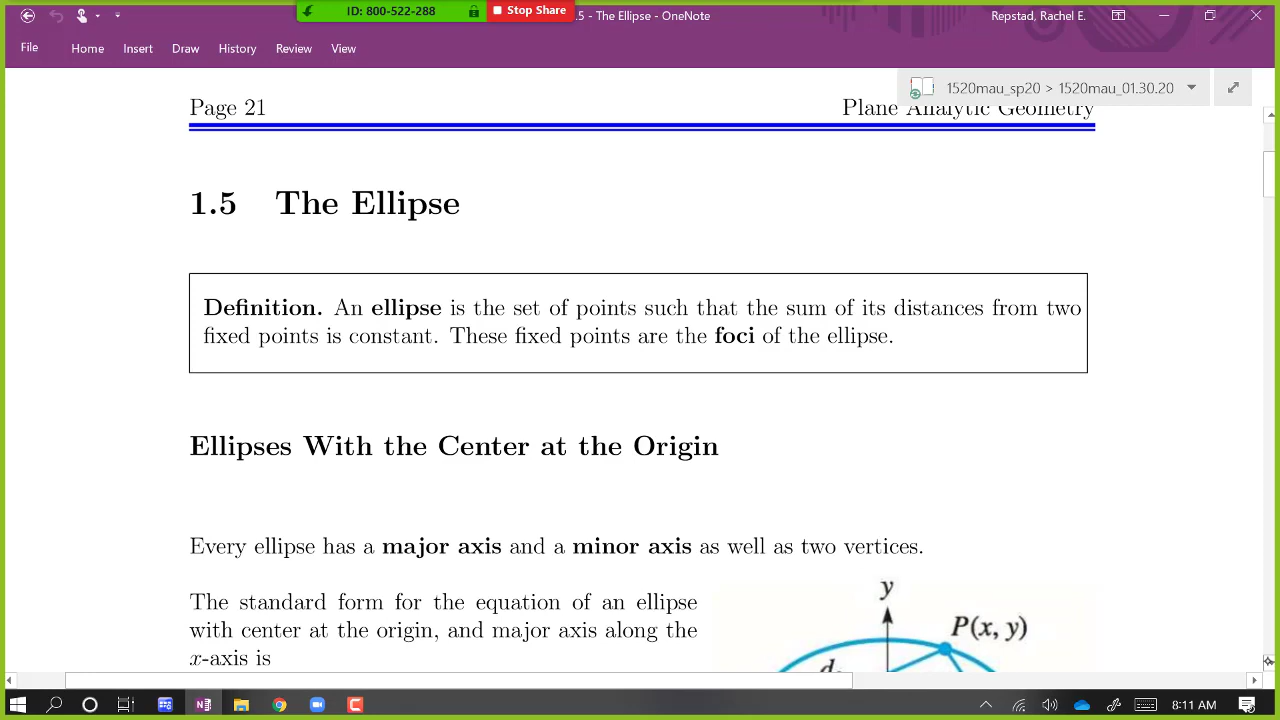 ID: 800-522-288
Stop Share
.5 - The Ellipse - OneNote
Repstad, Rachel E.
File
Home
Insert
Draw
History
Review
View
1520mau_sp20 > 1520mau_01.30.20
Page 21
Plane Analytic Geometry
1.5 The Ellipse
Definition. An ellipse is the set of points such that the sum of its distances from two
fixed points is constant. These fixed points are the foci of the ellipse.
Ellipses With the Center at the Origin
Every ellipse has a major axis and a minor axis as well as two vertices.
The standard form for the equation of an ellipse
with center at the origin, and major axis along the
x-axis is
y
P(x, y)
8:11 AM